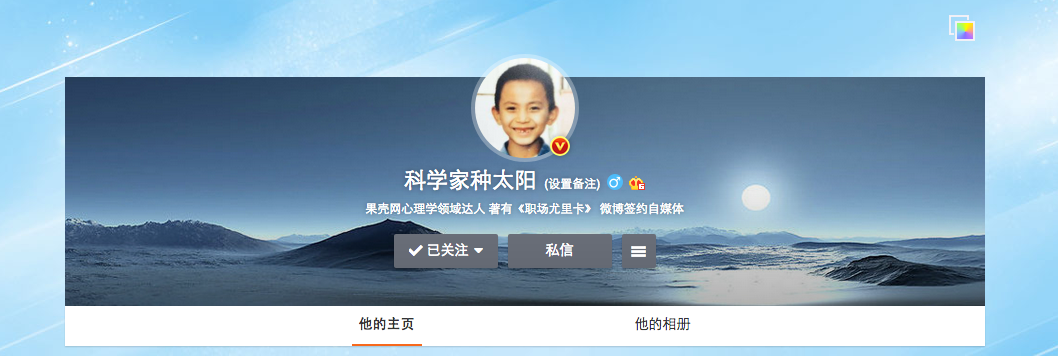 科学家种太阳 (设置备注)
果壳网心理学领域达人 著有《职场尤里卡》 微博签约自媒体
已关注 私信
他的主页 他的相册